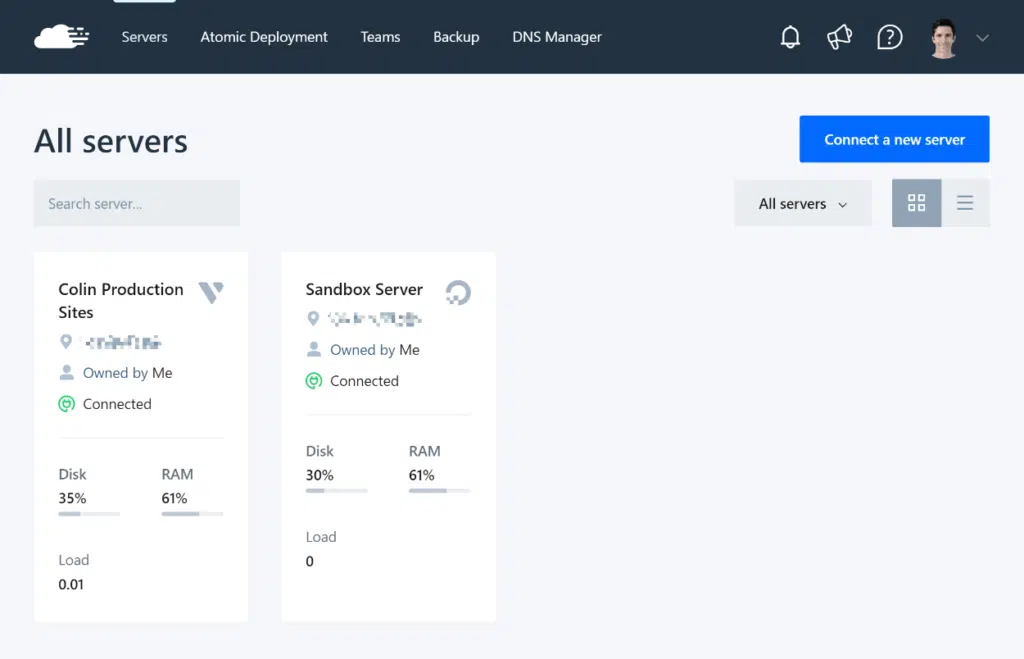 Servers Atomic Deployment Teams Backup DNS Manager
All servers
Connect a new server
Search server...
All servers
Colin Production
Sites
Owned by Me
Connected
Disk RAM
35% 61%
Load
0.01
Sandbox Server
Owned by Me
Connected
Disk RAM
30% 61%
Load
0